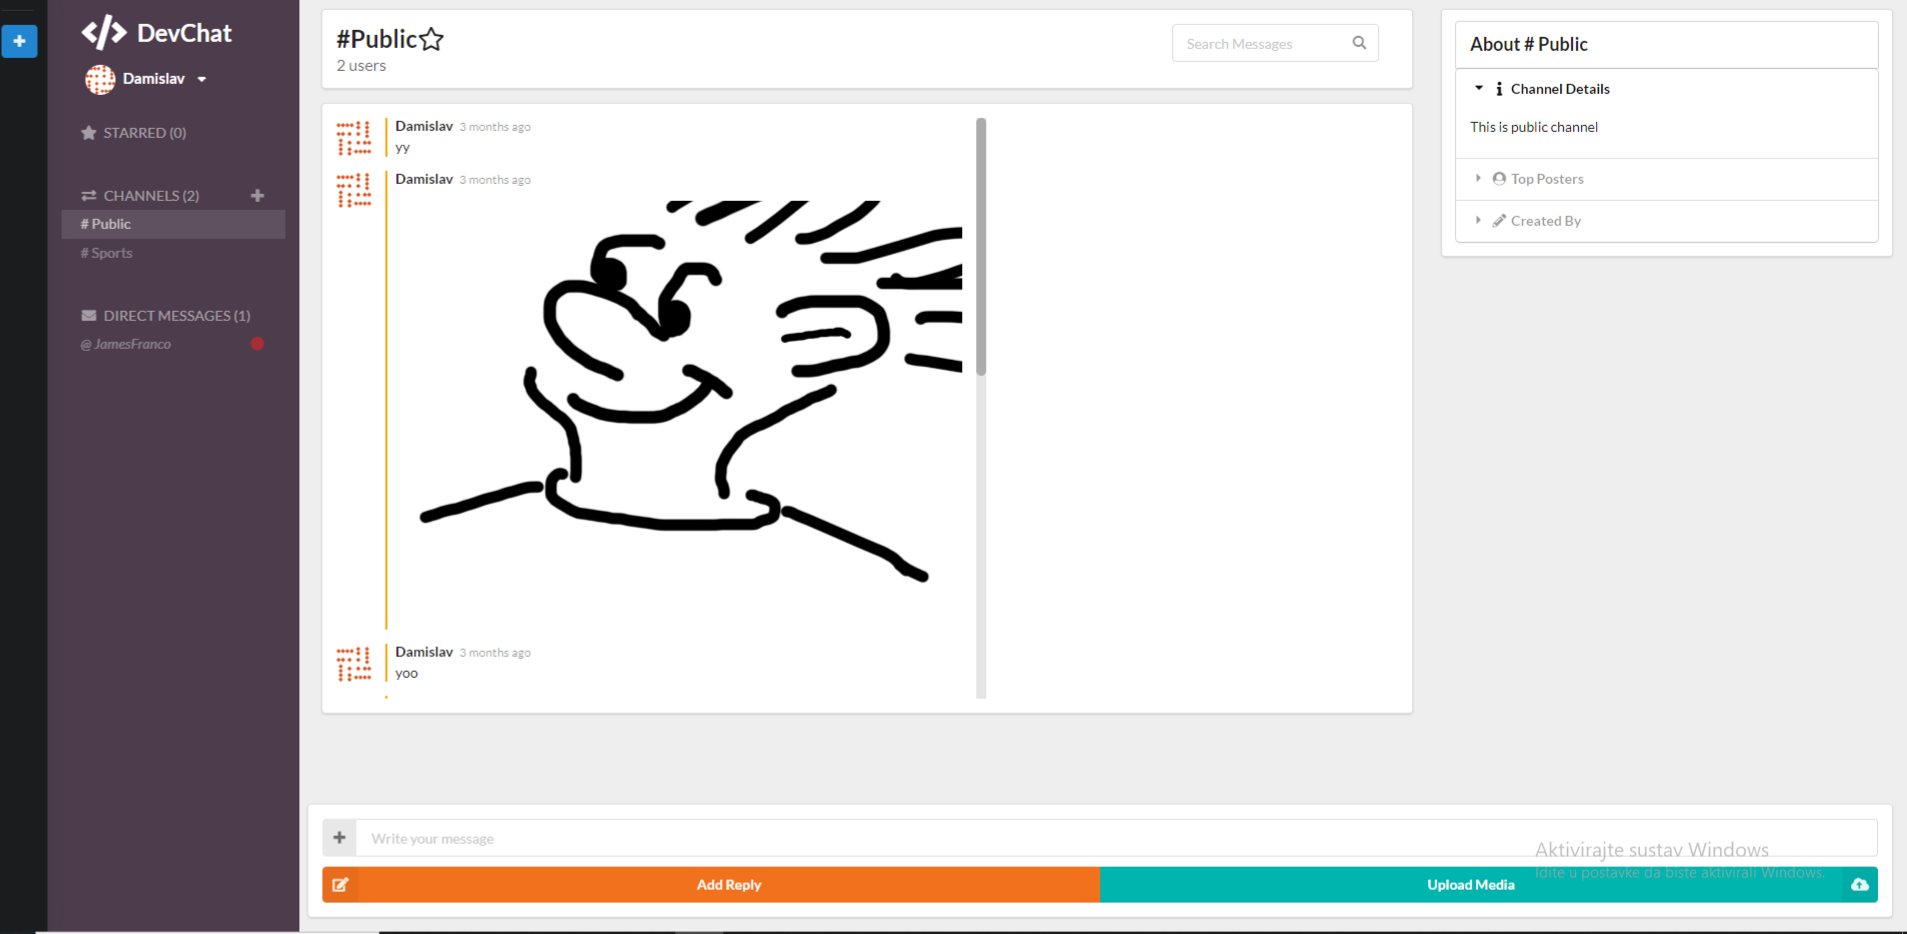 DevChat
Damislav
STARRED (0)
CHANNELS (2)
# Public
# Sports
DIRECT MESSAGES (1)
@ JamesFranco
#Public
2 users
Search Messages
Damislav 3 months ago
yy
Damislav 3 months ago
Damislav 3 months ago
yoo
About # Public
Channel Details
This is public channel
Top Posters
Created By
Write your message
Add Reply
Upload Media
Aktivirajte sustav Windows
Idite u postavke da biste aktivirali Windows.